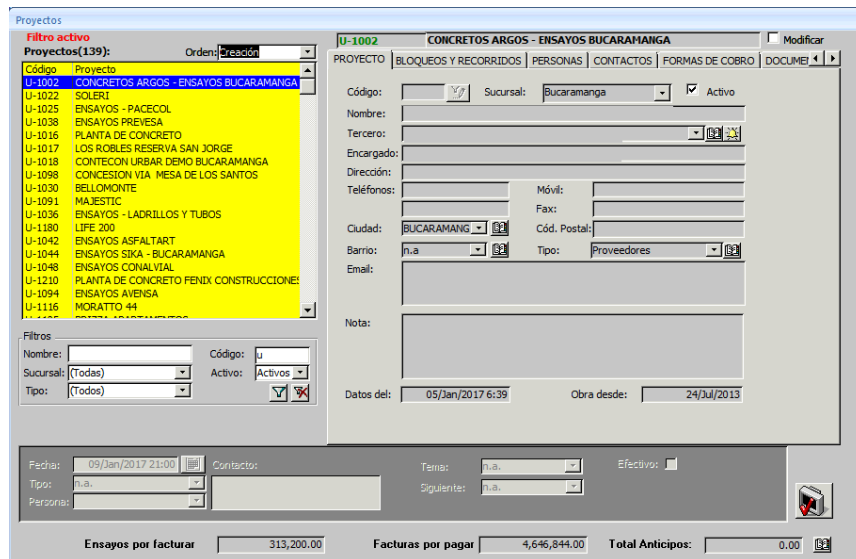 Proyectos
Filtro activo
Proyectos(139): Orden: Creación
Código Proyecto
U-1002 CONCRETOS ARGOS - ENSAYOS BUCARAMANGA
U-1022 SOLERI
U-1025 ENSAYOS - PACECOL
U-1038 ENSAYOS PREVESA
U-1016 PLANTA DE CONCRETO
U-1017 LOS ROBLES RESERVA SAN JORGE
U-1018 CONTECON URBAR DEMO BUCARAMANGA
U-1098 CONCESION VIA MESA DE LOS SANTOS
U-1030 BELLOMONTE
U-1091 MAJESTIC
U-1036 ENSAYOS - LADRILLOS Y TUBOS
U-1180 LIFE 200
U-1042 ENSAYOS ASFALTART
U-1044 ENSAYOS SIKA - BUCARAMANGA
U-1048 ENSAYOS CONALVIAL
U-1210 PLANTA DE CONCRETO FENIX CONSTRUCCIONES
U-1094 ENSAYOS AVENSA
U-1116 MORATTO 44
Filtros
Nombre: Código: u
Sucursal: (Todas) Activo: Activos
Tipo: (Todos)
U-1002 CONCRETOS ARGOS - ENSAYOS BUCARAMANGA Modificar
PROYECTO BLOQUEOS Y RECORRIDOS PERSONAS CONTACTOS FORMAS DE COBRO DOCUME
Código: Sucursal: Bucaramanga Activo
Nombre:
Tercero:
Encargado:
Dirección:
Teléfonos: Móvil:
Fax:
Ciudad: BUCARAMANG Cód. Postal:
Barrio: n.a Tipo: Proveedores
Email:
Nota:
Datos del: 05/Jan/2017 6:39 Obra desde: 24/Jul/2013
Fecha: 09/Jan/2017 21:00 Contacto: Tema: n.a. Efectivo:
Tipo: n.a. Siguiente: n.a.
Persona:
Ensayos por facturar 313,200.00 Facturas por pagar 4,646,844.00 Total Anticipos: 0.00